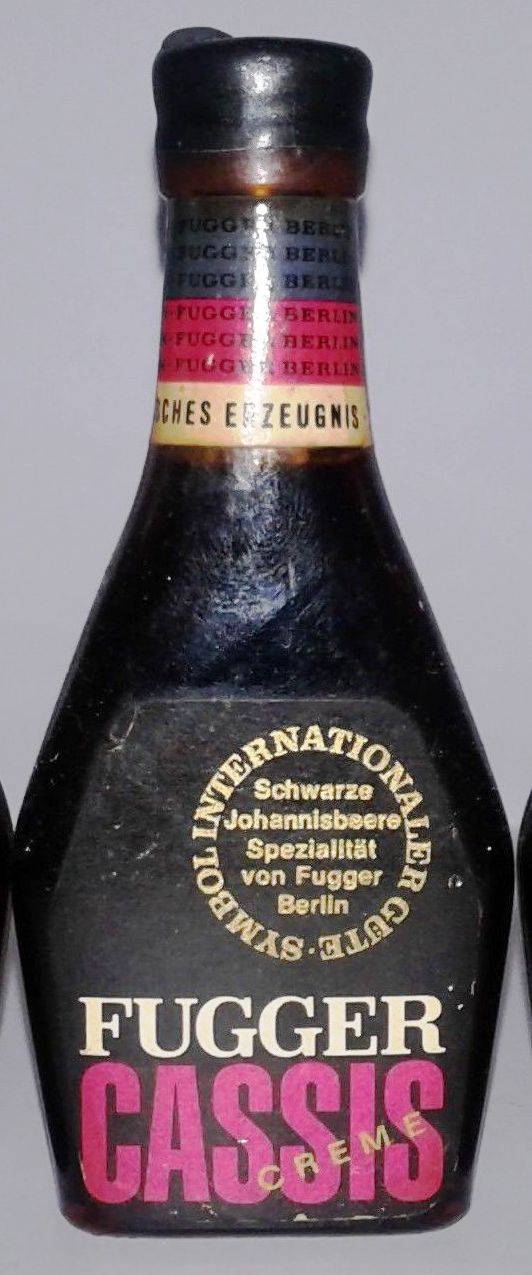 FUGGER BERLIN
FUGGER BERLIN
FUGGER BERLIN
FUGGER BERLIN
FUGGER BERLIN
FUGGER BERLIN
ERZEUGNIS
SYMBOL INTERNATIONALER GÜTE
Schwarze
Johannisbeere
Spezialität
von Fugger
Berlin
FUGGER
CASSIS
CREME